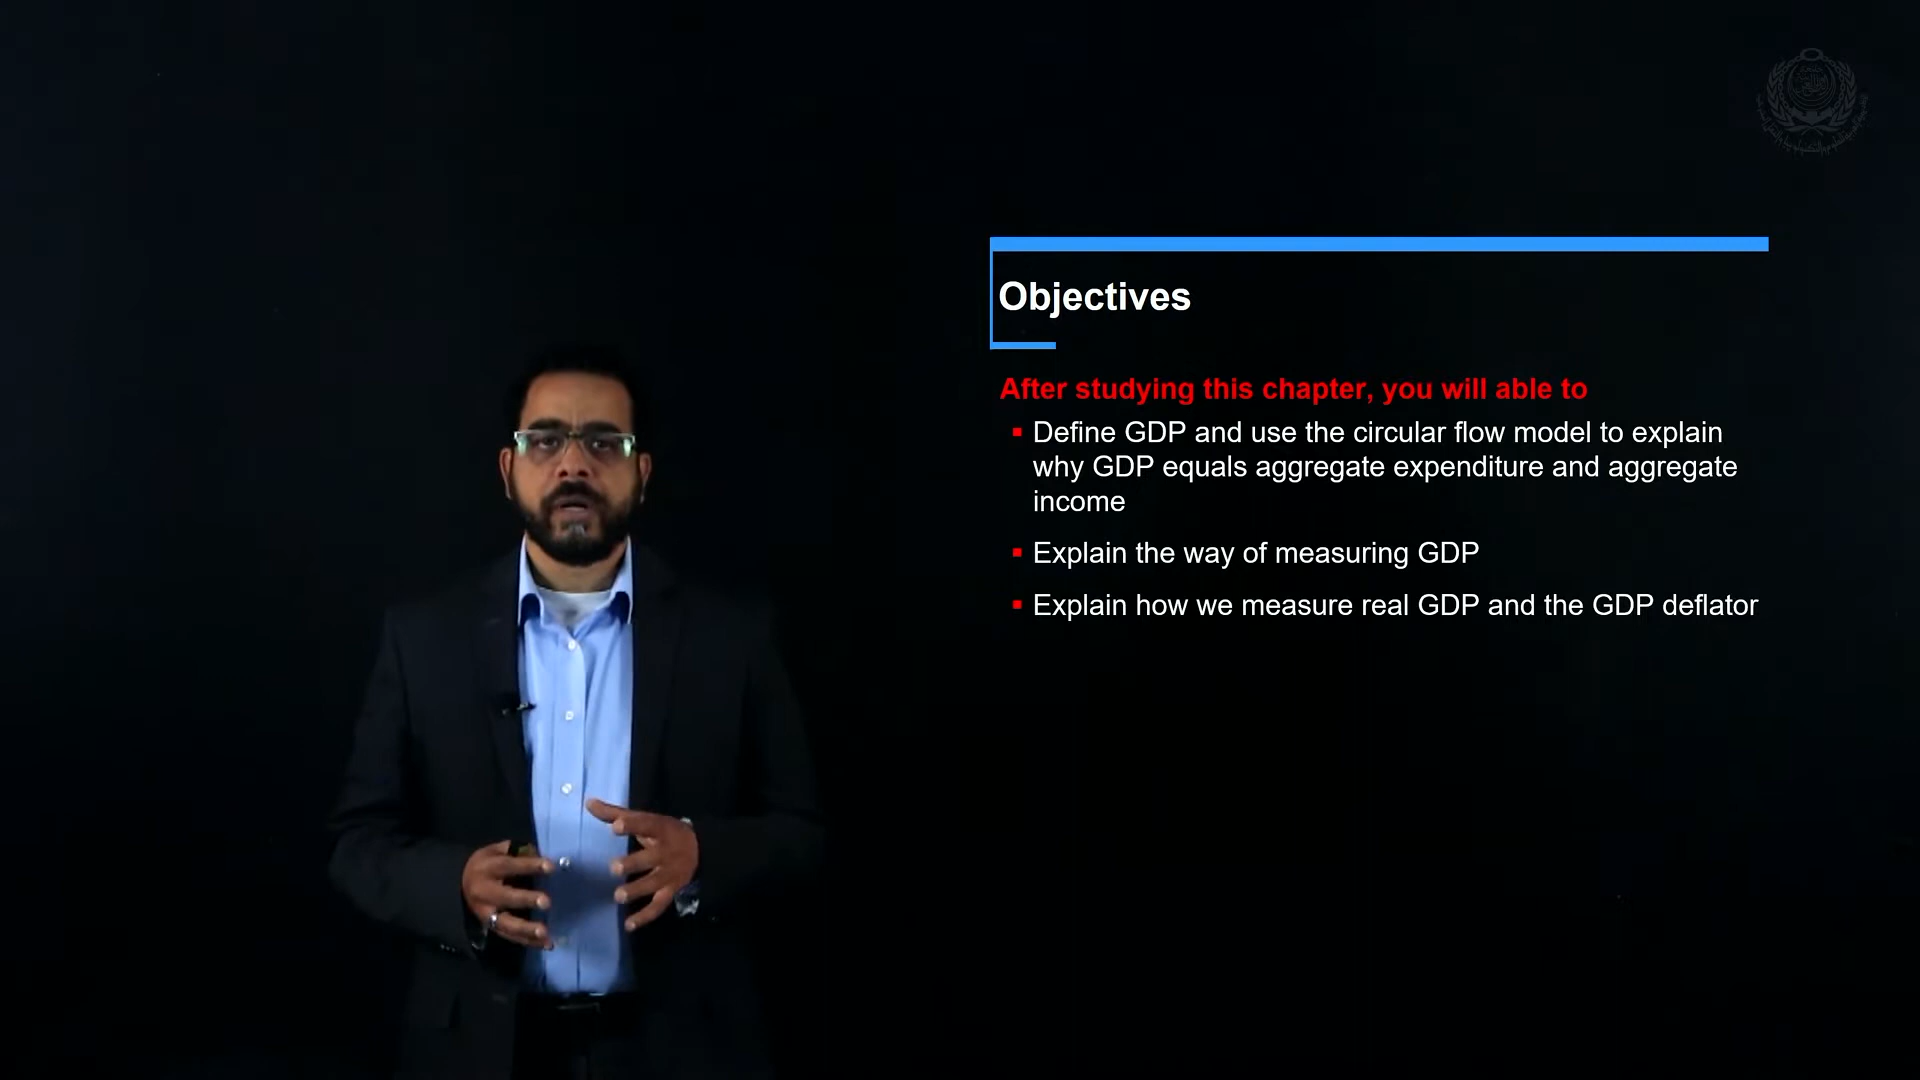 Objectives
After studying this chapter, you will able to
▪ Define GDP and use the circular flow model to explain
why GDP equals aggregate expenditure and aggregate
income
▪ Explain the way of measuring GDP
▪ Explain how we measure real GDP and the GDP deflator